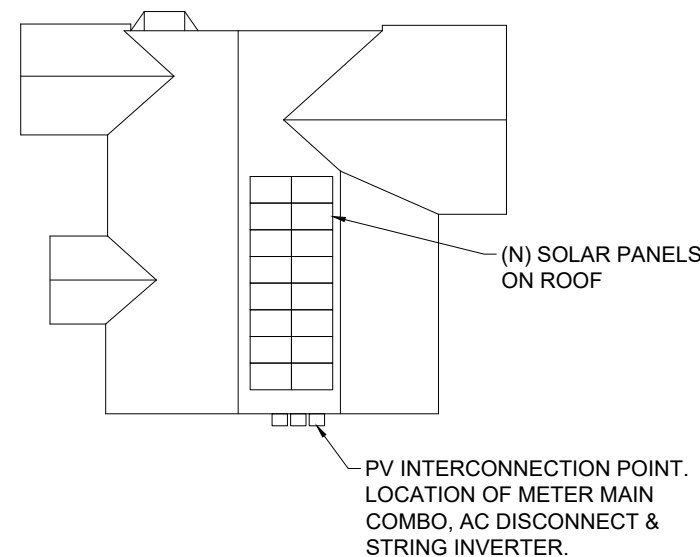 (N) SOLAR PANELS
ON ROOF
PV INTERCONNECTION POINT.
LOCATION OF METER MAIN
COMBO, AC DISCONNECT &
STRING INVERTER.